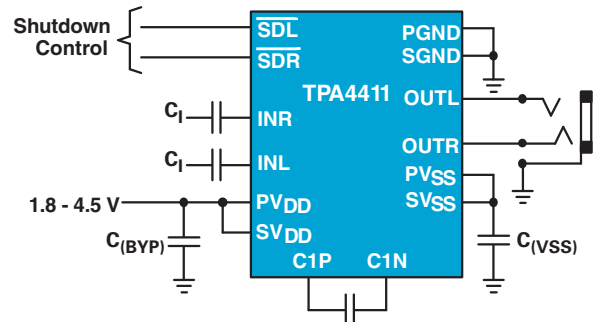 Shutdown
Control
SDL
SDR
PGND
SGND
TPA4411
OUTL
CI
INR
OUTR
CI
INL
PVSS
1.8 - 4.5 V
PVDD
SVSS
C(BYP)
SVDD
C(VSS)
C1P
C1N